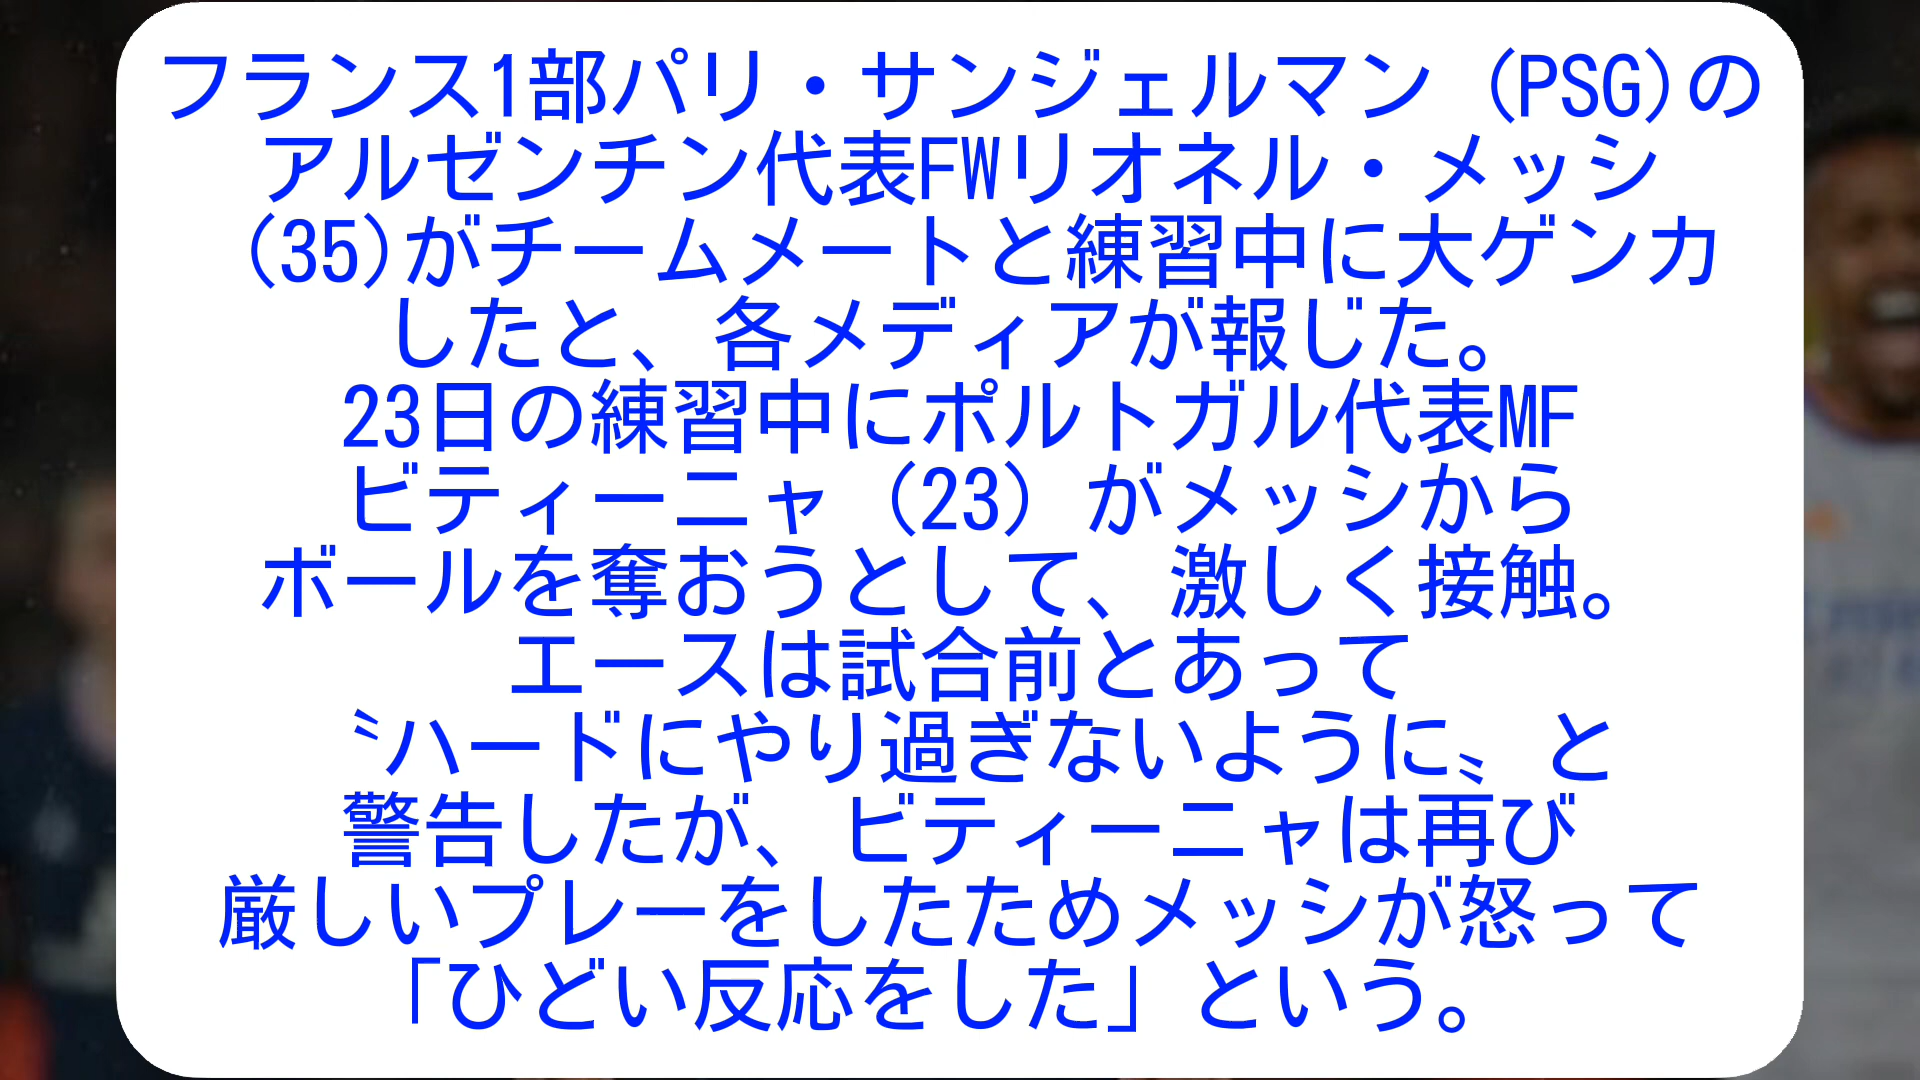 フランス1部パリ・サンジェルマン (PSG)の
アルゼンチン代表FWリオネル・メッシ
(35)がチームメートと練習中に大ゲンカ
したと、各メディアが報じた。
23日の練習中にポルトガル代表MF
ビティーニャ (23) がメッシから
ボールを奪おうとして、激しく接触。
エースは試合前とあって
〝ハードにやり過ぎないように〟と
警告したが、ビティーニャは再び
厳しいプレーをしたためメッシが怒って
「ひどい反応をした」という。